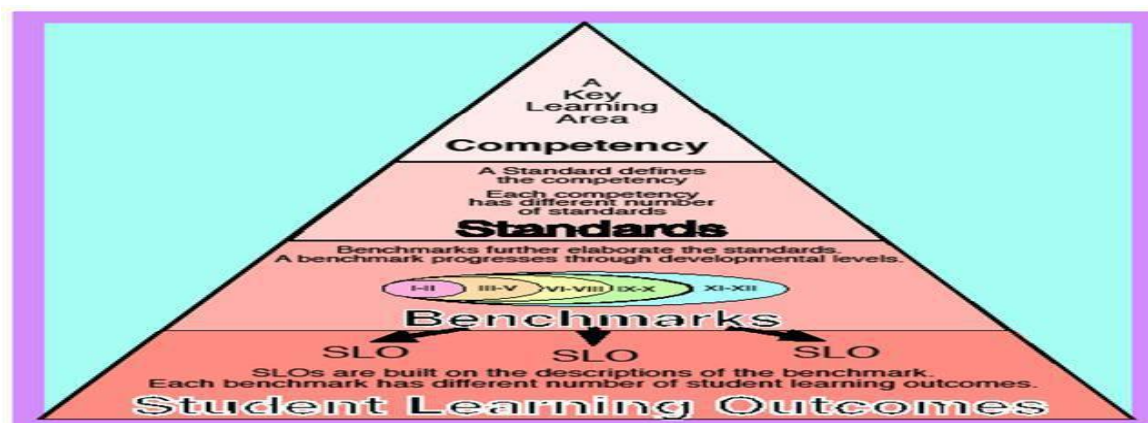 A
Key
Learning
Area
Competency
A Standard defines
the competency
Each competency
has different number
of standards
Standards
Benchmarks further elaborate the standards.
A benchmark progresses through developmental levels.
I-II III-V VI-VIII IX-X XI-XII
Benchmarks
SLO SLO SLO
SLOs are built on the descriptions of the benchmark.
Each benchmark has different number of student learning outcomes.
Student Learning Outcomes